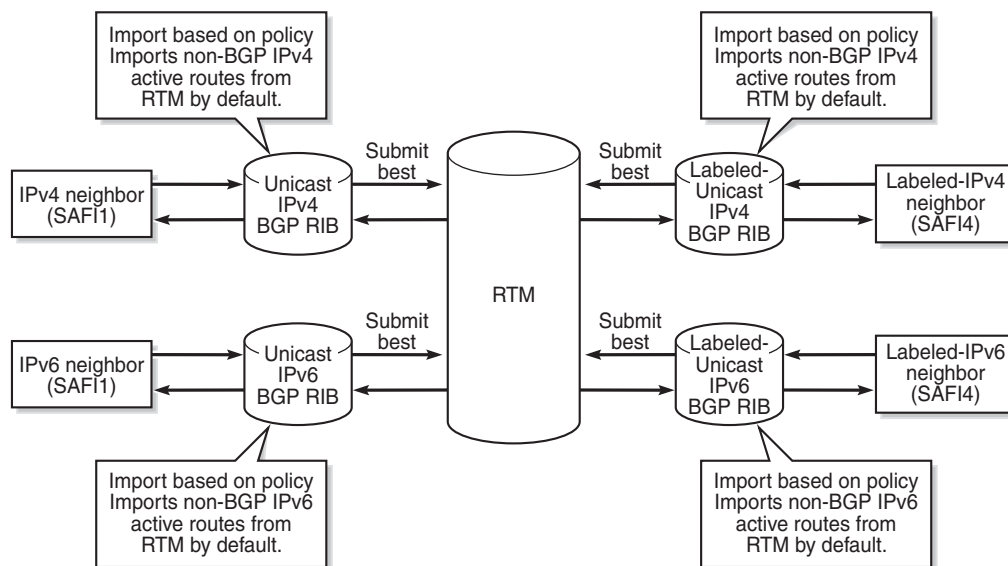 Import based on policy
Imports non-BGP IPv4
active routes from
RTM by default.
Import based on policy
Imports non-BGP IPv4
active routes from
RTM by default.
IPv4 neighbor
(SAFI1)
Unicast
IPv4
BGP RIB
Submit
best
RTM
Submit
best
Labeled-
Unicast
IPv4
BGP RIB
Labeled-IPv4
neighbor
(SAFI4)
IPv6 neighbor
(SAFI1)
Unicast
IPv6
BGP RIB
Submit
best
Submit
best
Labeled-
Unicast
IPv6
BGP RIB
Labeled-IPv6
neighbor
(SAFI4)
Import based on policy
Imports non-BGP IPv6
active routes from
RTM by default.
Import based on policy
Imports non-BGP IPv6
active routes from
RTM by default.